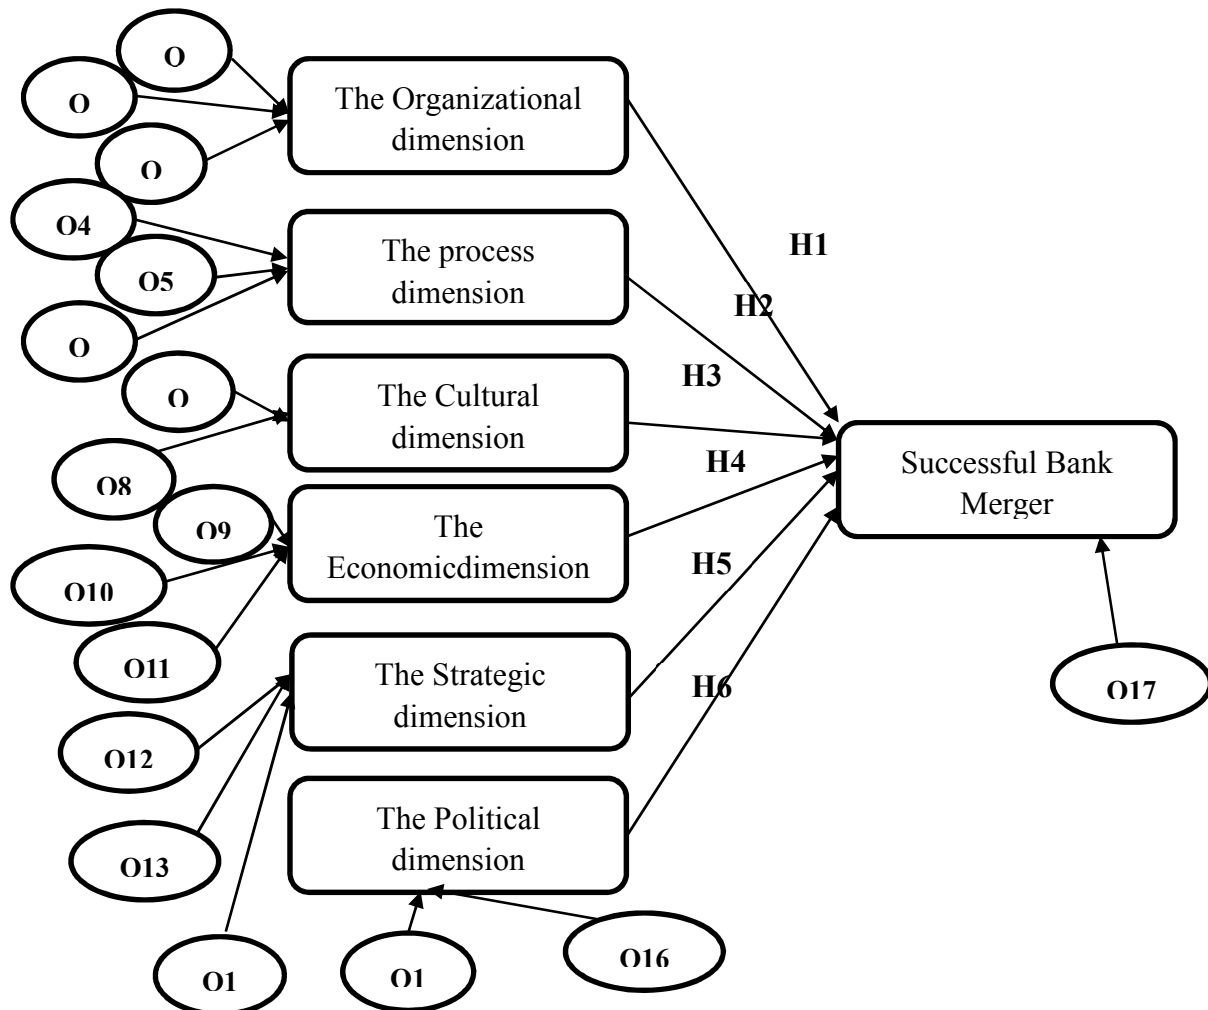 O
The Organizational
dimension
O
O
O4
The process
dimension
O5
O
O
The Cultural
dimension
O8
O9
The
Economicdimension
O10
O11
The Strategic
dimension
O12
O13
The Political
dimension
O1
O1
O16
H1
H2
H3
H4
H5
H6
Successful Bank
Merger
O17